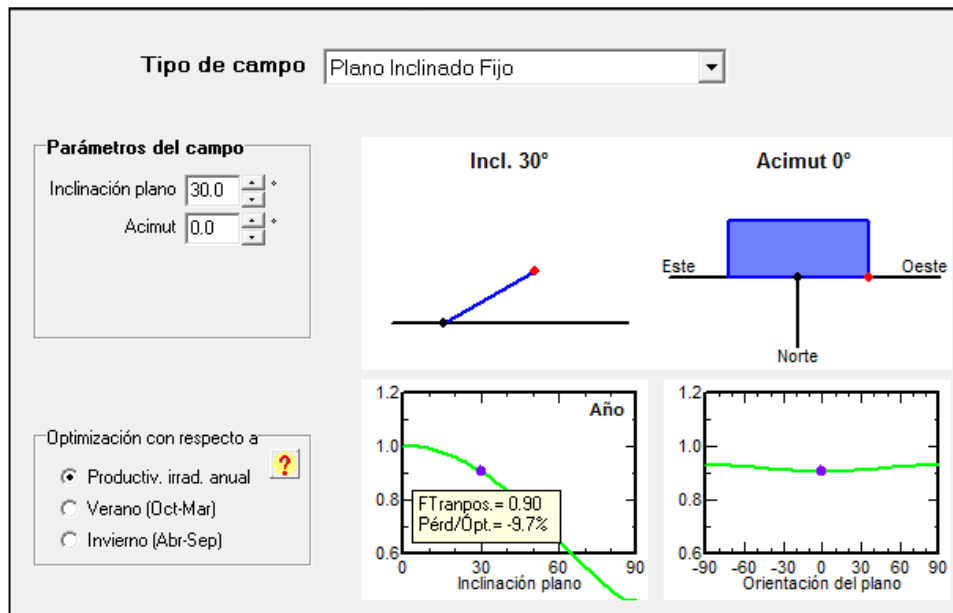 Tipo de campo Plano Inclinado Fijo
Parámetros del campo
Inclinación plano 30.0 °
Acimut 0.0 °
Incl. 30°
Acimut 0°
Este Oeste
Norte
Optimización con respecto a
Productiv. irrad. anual ?
Verano (Oct-Mar)
Invierno (Abr-Sep)
1.2
Año
1.0
0.8
FTranpos.= 0.90
Pérd/Ópt.= -9.7%
0.6
0 30 60 90
Inclinación plano
1.2
1.0
0.8
0.6
-90 -60 -30 0 30 60 90
Orientación del plano